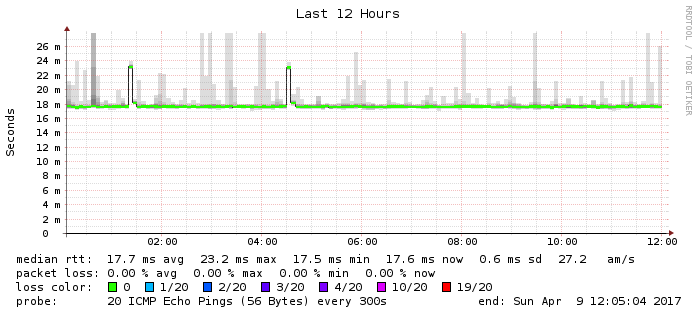 Last 12 Hours
RRDTOOL / TOBI OETIKER
Seconds
26 m
24 m
22 m
20 m
18 m
16 m
14 m
12 m
10 m
8 m
6 m
4 m
2 m
0
02:00 04:00 06:00 08:00 10:00 12:00
median rtt: 17.7 ms avg 23.2 ms max 17.5 ms min 17.6 ms now 0.6 ms sd 27.2 am/s
packet loss: 0.00 % avg 0.00 % max 0.00 % min 0.00 % now
loss color: 0 1/20 2/20 3/20 4/20 10/20 19/20
probe: 20 ICMP Echo Pings (56 Bytes) every 300s end: Sun Apr 9 12:05:04 2017